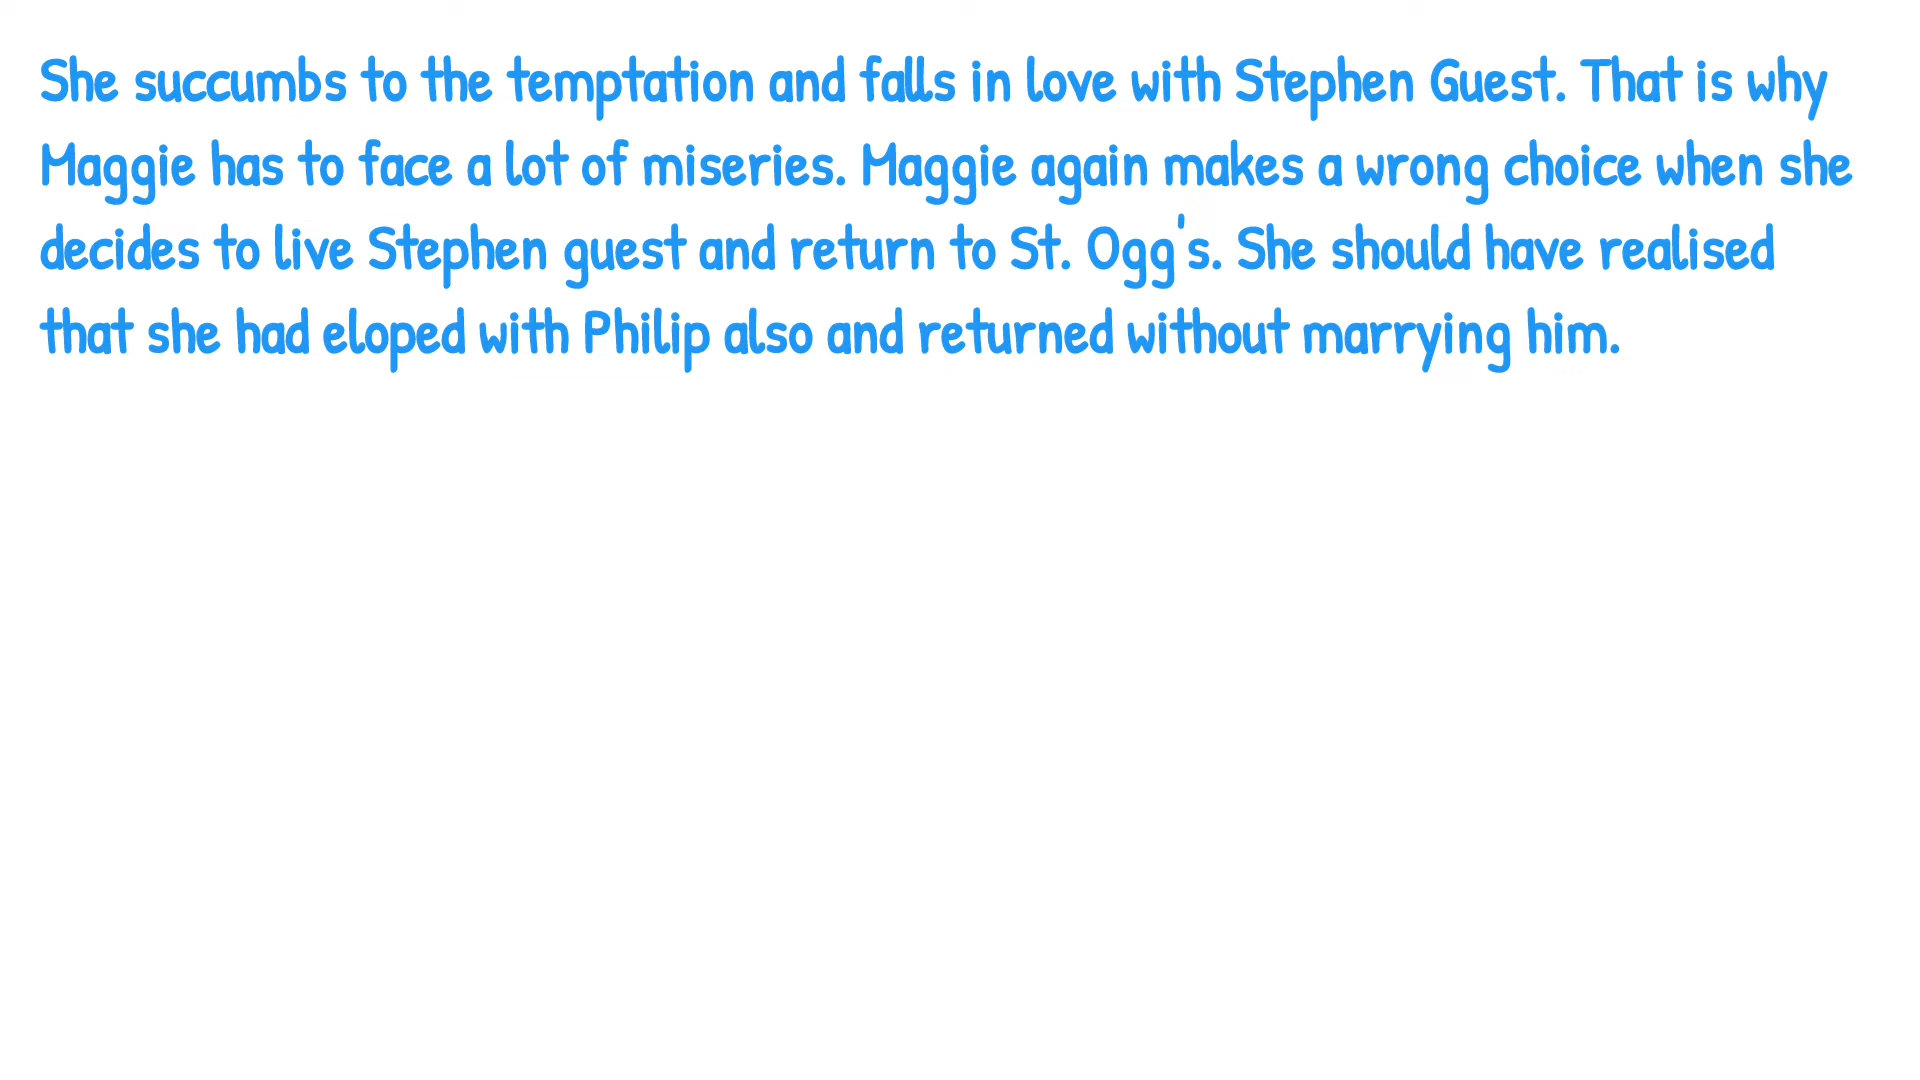 She succumbs to the temptation and falls in love with Stephen Guest. That is why
Maggie has to face a lot of miseries. Maggie again makes a wrong choice when she
decides to live Stephen guest and return to St. Ogg's. She should have realised
that she had eloped with Philip also and returned without marrying him.